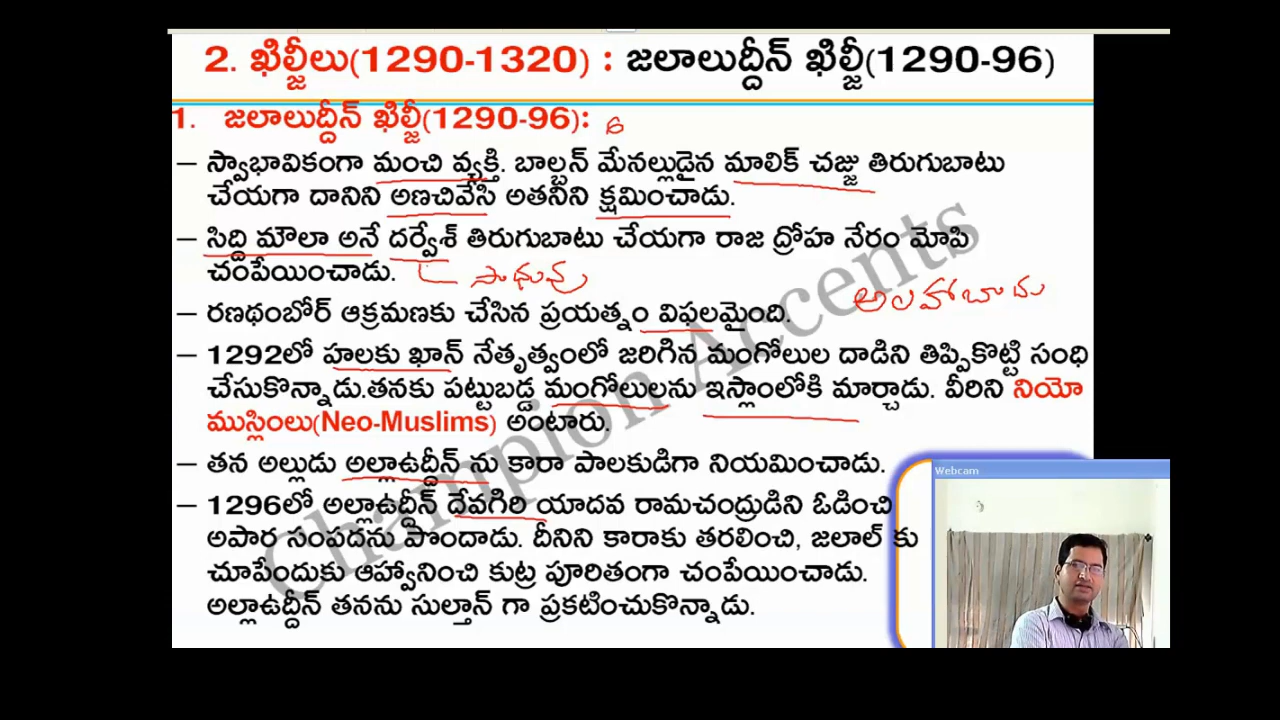 2. ఖిల్జీలు(1290-1320) : జలాలుద్దీన్ ఖిల్జీ(1290-96)
1. జలాలుద్దీన్ ఖిల్జీ(1290-96):
– స్వాభావికంగా మంచి వ్యక్తి. బాల్బన్ మేనల్లుడైన మాలిక్ చజ్జు తిరుగుబాటు
చేయగా దానిని అణచివేసి అతనిని క్షమించాడు.
– సిద్ది మౌలా అనే దర్వేశ్ తిరుగుబాటు చేయగా రాజ ద్రోహ నేరం మోపి
చంపేయించాడు. సాధువు
అలహాబాదు
– రణథంబోర్ ఆక్రమణకు చేసిన ప్రయత్నం విఫలమైంది.
– 1292లో హలకు ఖాన్ నేతృత్వంలో జరిగిన మంగోలుల దాడిని తిప్పికొట్టి సంధి
చేసుకొన్నాడు.తనకు పట్టుబడ్డ మంగోలులను ఇస్లాంలోకి మార్చాడు. వీరిని నియో
ముస్లింలు(Neo-Muslims) అంటారు.
– తన అల్లుడు అల్లాఉద్దీన్ ను కారా పాలకుడిగా నియమించాడు.
– 1296లో అల్లాఉద్దీన్ దేవగిరి యాదవ రామచంద్రుడిని ఓడించి
అపార సంపదను పొందాడు. దీనిని కారాకు తరలించి, జలాల్ కు
చూపేందుకు ఆహ్వానించి కుట్ర పూరితంగా చంపేయించాడు.
అల్లాఉద్దీన్ తనను సుల్తాన్ గా ప్రకటించుకొన్నాడు.
Champion Accents
Webcam